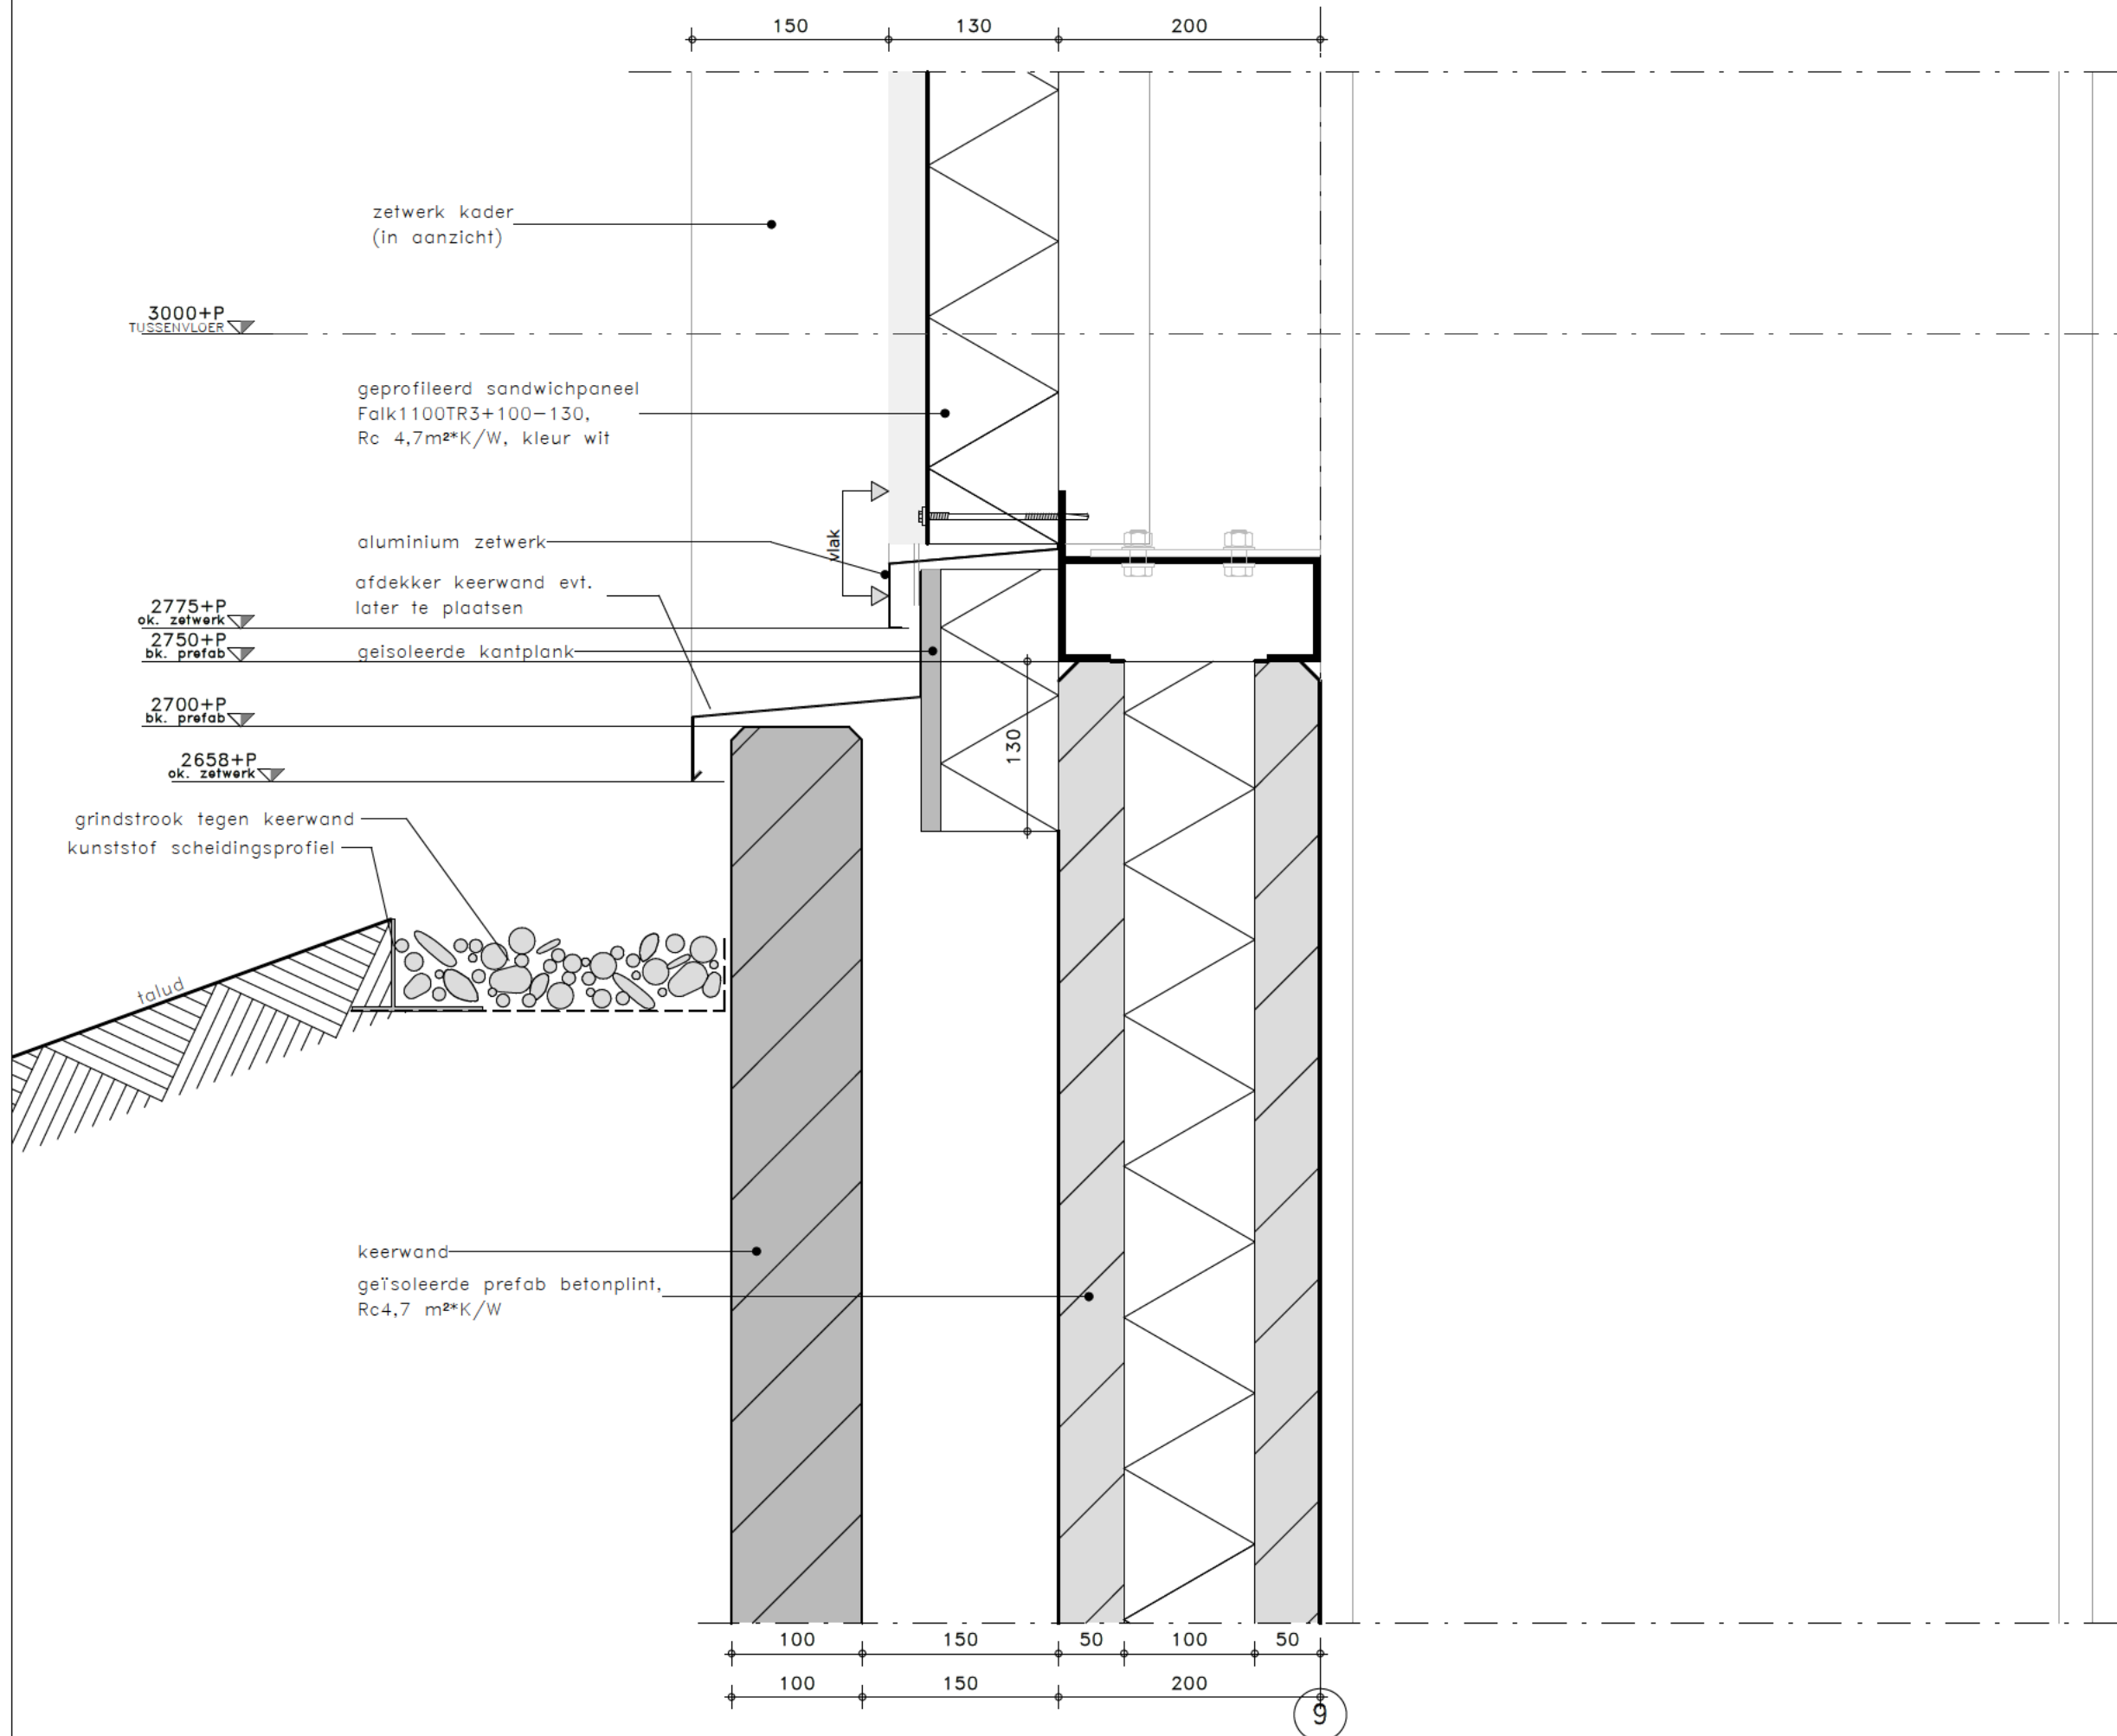 150
130
200
zetwerk kader
(in aanzicht)
3000+P
TUSSENVLOER
geprofileerd sandwichpaneel
Falk1100TR3+100-130,
Rc 4,7m²*K/W, kleur wit
vlak
aluminium zetwerk
afdekker keerwand evt.
later te plaatsen
2775+P
ok. zetwerk
2750+P
bk. prefab
geisoleerde kantplank
2700+P
bk. prefab
130
2658+P
ok. zetwerk
grindstrook tegen keerwand
kunststof scheidingsprofiel
talud
keerwand
geïsoleerde prefab betonplint,
Rc4,7 m²*K/W
100
150
50
100
50
100
150
200
9